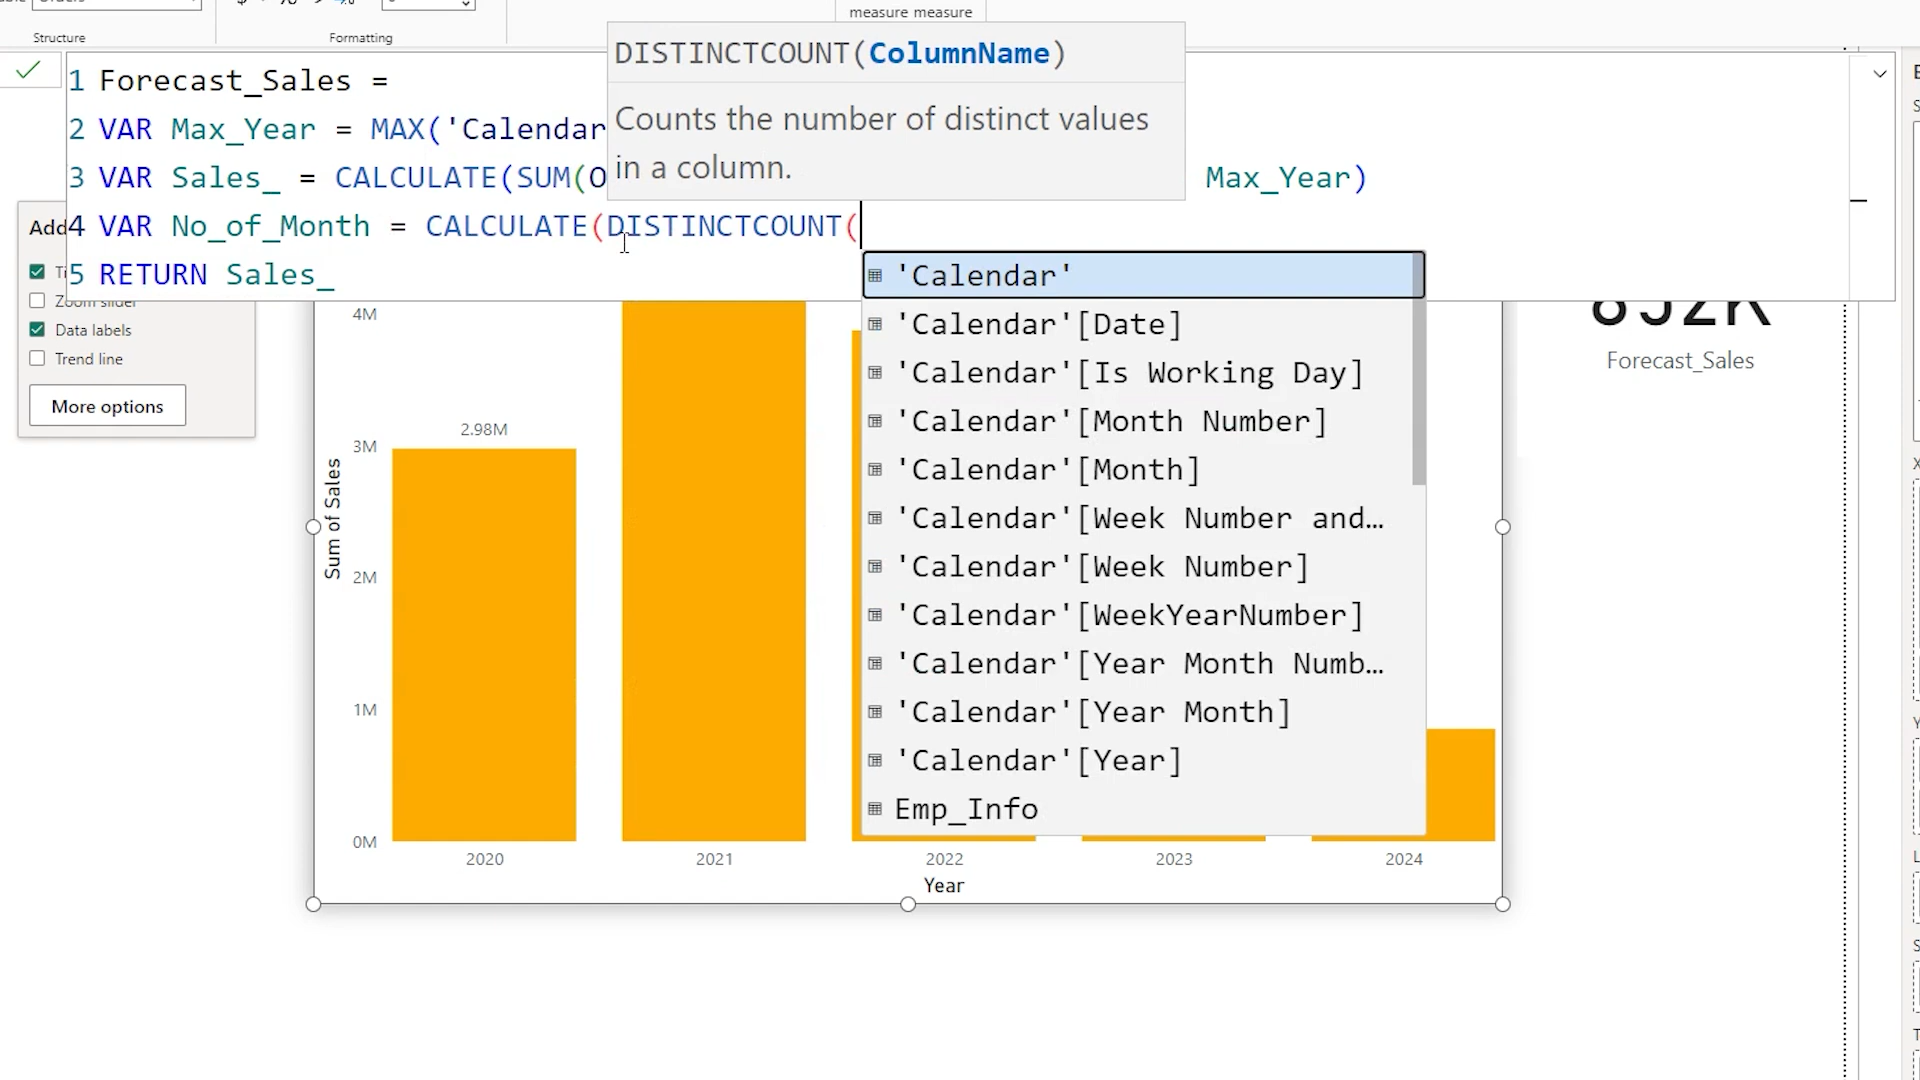 measure measure
Structure
Formatting
DISTINCTCOUNT(ColumnName)
Counts the number of distinct values
in a column.
1 Forecast_Sales =
2 VAR Max_Year = MAX('Calendar
3 VAR Sales_ = CALCULATE(SUM(O Max_Year)
4 VAR No_of_Month = CALCULATE(DISTINCTCOUNT(
5 RETURN Sales_
Add
Zoom slider
Data labels
Trend line
More options
'Calendar'
'Calendar'[Date]
'Calendar'[Is Working Day]
'Calendar'[Month Number]
'Calendar'[Month]
'Calendar'[Week Number and…
'Calendar'[Week Number]
'Calendar'[WeekYearNumber]
'Calendar'[Year Month Numb…
'Calendar'[Year Month]
'Calendar'[Year]
Emp_Info
852K
Forecast_Sales
Sum of Sales
4M
3M
2M
1M
0M
2.98M
2020
2021
2022
2023
2024
Year